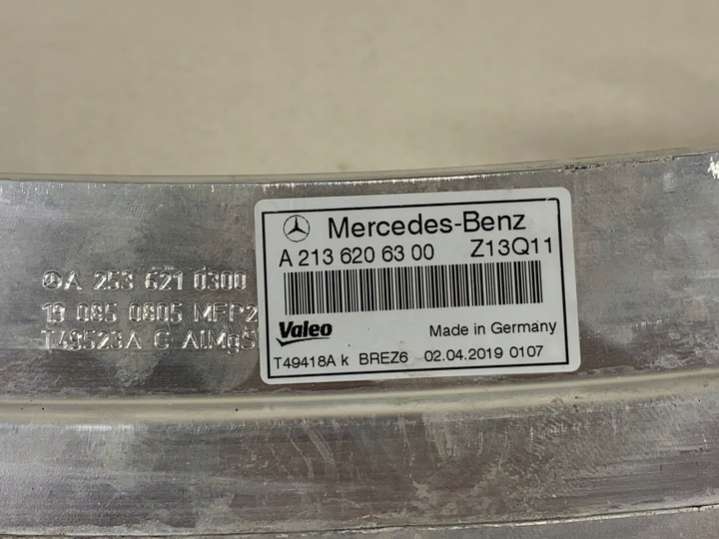 Mercedes-Benz
A 213 620 63 00 Z13Q11
Valeo
Made in Germany
T49418A k BREZ6 02.04.2019 0107
A 253 621 0300
19 085 0805 MFP2
T49523A G AlMgS